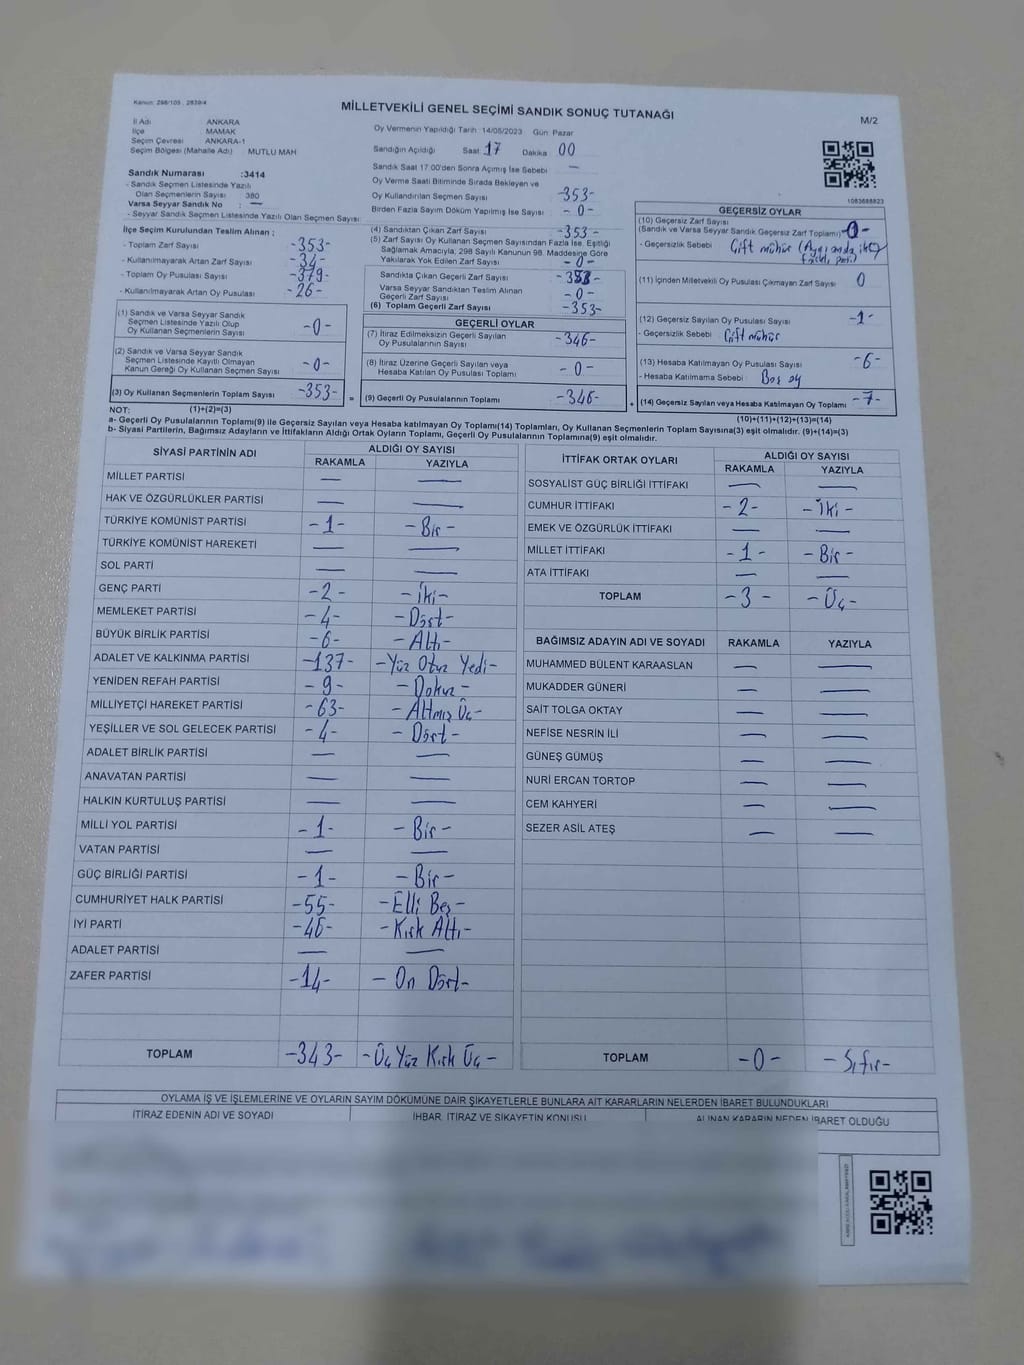 Kanun: 298/105 , 2839/4
MİLLETVEKİLİ GENEL SEÇİMİ SANDIK SONUÇ TUTANAĞI
M/2
İl Adı ANKARA
İlçe MAMAK
Seçim Çevresi ANKARA-1
Seçim Bölgesi (Mahalle Adı) MUTLU MAH
Oy Vermenin Yapıldığı Tarih :14/05/2023 Gün: Pazar
Sandığın Açıldığı Saat 17 Dakika 00
Sandık Saat 17:00'den Sonra Açımış İse Sebebi —
Sandık Numarası :3414
- Sandık Seçmen Listesinde Yazılı
Olan Seçmenlerin Sayısı 380
Varsa Seyyar Sandık No : —
- Seyyar Sandık Seçmen Listesinde Yazılı Olan Seçmen Sayısı:
Oy Verme Saati Bitiminde Sırada Bekleyen ve
Oy Kullandırılan Seçmen Sayısı -353-
Birden Fazla Sayım Döküm Yapılmış İse Sayısı -0-
1083688823
İlçe Seçim Kurulundan Teslim Alınan ;
- Toplam Zarf Sayısı -353-
- Kullanılmayarak Artan Zarf Sayısı -34-
- Toplam Oy Pusulası Sayısı -379-
- Kullanılmayarak Artan Oy Pusulası -26-
(1) Sandık ve Varsa Seyyar Sandık
Seçmen Listesinde Yazılı Olup
Oy Kullanan Seçmenlerin Sayısı -0-
(2) Sandık ve Varsa Seyyar Sandık
Seçmen Listesinde Kayıtlı Olmayan
Kanun Gereği Oy Kullanan Seçmen Sayısı -0-
(3) Oy Kullanan Seçmenlerin Toplam Sayısı -353- =
(4) Sandıktan Çıkan Zarf Sayısı -353-
(5) Zarf Sayısı Oy Kullanan Seçmen Sayısından Fazla İse, Eşitliği
Sağlamak Amacıyla, 298 Sayılı Kanunun 98. Maddesine Göre
Yakılarak Yok Edilen Zarf Sayısı -0-
Sandıkta Çıkan Geçerli Zarf Sayısı -353-
Varsa Seyyar Sandıktan Teslim Alınan
Geçerli Zarf Sayısı -0-
(6) Toplam Geçerli Zarf Sayısı -353-
GEÇERLİ OYLAR
(7) İtiraz Edilmeksizin Geçerli Sayılan
Oy Pusulalarının Sayısı -346-
(8) İtiraz Üzerine Geçerli Sayılan veya
Hesaba Katılan Oy Pusulası Toplamı -0-
(9) Geçerli Oy Pusulalarının Toplamı -346- +
GEÇERSİZ OYLAR
(10) Geçersiz Zarf Sayısı
(Sandık ve Varsa Seyyar Sandık Geçersiz Zarf Toplamı) -0-
- Geçersizlik Sebebi Çift mühür
(11) İçinden Milletvekili Oy Pusulası Çıkmayan Zarf Sayısı 0
(12) Geçersiz Sayılan Oy Pusulası Sayısı -1-
- Geçersizlik Sebebi : Çift mühür
(13) Hesaba Katılmayan Oy Pusulası Sayısı -6-
- Hesaba Katılmama Sebebi : Boş oy
(14) Geçersiz Sayılan veya Hesaba Katılmayan Oy Toplamı -7-
NOT: (1)+(2)=(3) (10)+(11)+(12)+(13)=(14)
a- Geçerli Oy Pusulalarının Toplamı(9) ile Geçersiz Sayılan veya Hesaba katılmayan Oy Toplamı(14) Toplamları, Oy Kullanan Seçmenlerin Toplam Sayısına(3) eşit olmalıdır. (9)+(14)=(3)
b- Siyasi Partilerin, Bağımsız Adayların ve İttifakların Aldığı Ortak Oyların Toplamı, Geçerli Oy Pusulalarının Toplamına(9) eşit olmalıdır.
SİYASİ PARTİNİN ADI ALDIĞI OY SAYISI
RAKAMLA YAZIYLA
MİLLET PARTİSİ — —
HAK VE ÖZGÜRLÜKLER PARTİSİ — —
TÜRKİYE KOMÜNİST PARTİSİ -1- -Bir-
TÜRKİYE KOMÜNİST HAREKETİ — —
SOL PARTİ — —
GENÇ PARTİ -2- -İki-
MEMLEKET PARTİSİ -4- -Dört-
BÜYÜK BİRLİK PARTİSİ -6- -Altı-
ADALET VE KALKINMA PARTİSİ -137- -Yüz Otuz Yedi-
YENİDEN REFAH PARTİSİ -9- -Dokuz-
MİLLİYETÇİ HAREKET PARTİSİ -63- -Altmış Üç-
YEŞİLLER VE SOL GELECEK PARTİSİ -4- -Dört-
ADALET BİRLİK PARTİSİ — —
ANAVATAN PARTİSİ — —
HALKIN KURTULUŞ PARTİSİ — —
MİLLİ YOL PARTİSİ -1- -Bir-
VATAN PARTİSİ — —
GÜÇ BİRLİĞİ PARTİSİ -1- -Bir-
CUMHURİYET HALK PARTİSİ -55- -Elli Beş-
İYİ PARTİ -46- -Kırk Altı-
ADALET PARTİSİ — —
ZAFER PARTİSİ -14- -On Dört-
TOPLAM -343- -Üç Yüz Kırk Üç-
İTTİFAK ORTAK OYLARI ALDIĞI OY SAYISI
RAKAMLA YAZIYLA
SOSYALİST GÜÇ BİRLİĞİ İTTİFAKI — —
CUMHUR İTTİFAKI -2- -İki-
EMEK VE ÖZGÜRLÜK İTTİFAKI — —
MİLLET İTTİFAKI -1- -Bir-
ATA İTTİFAKI — —
TOPLAM -3- -Üç-
BAĞIMSIZ ADAYIN ADI VE SOYADI RAKAMLA YAZIYLA
MUHAMMED BÜLENT KARAASLAN — —
MUKADDER GÜNERİ — —
SAİT TOLGA OKTAY — —
NEFİSE NESRİN İLİ — —
GÜNEŞ GÜMÜŞ — —
NURİ ERCAN TORTOP — —
CEM KAHYERİ — —
SEZER ASİL ATEŞ — —
TOPLAM -0- -Sıfır-
OYLAMA İŞ VE İŞLEMLERİNE VE OYLARIN SAYIM DÖKÜMÜNE DAİR ŞİKAYETLERLE BUNLARA AİT KARARLARIN NELERDEN İBARET BULUNDUKLARI
İTİRAZ EDENİN ADI VE SOYADI İHBAR, İTİRAZ VE ŞİKAYETİN KONUSU ALINAN KARARIN NEDEN İBARET OLDUĞU